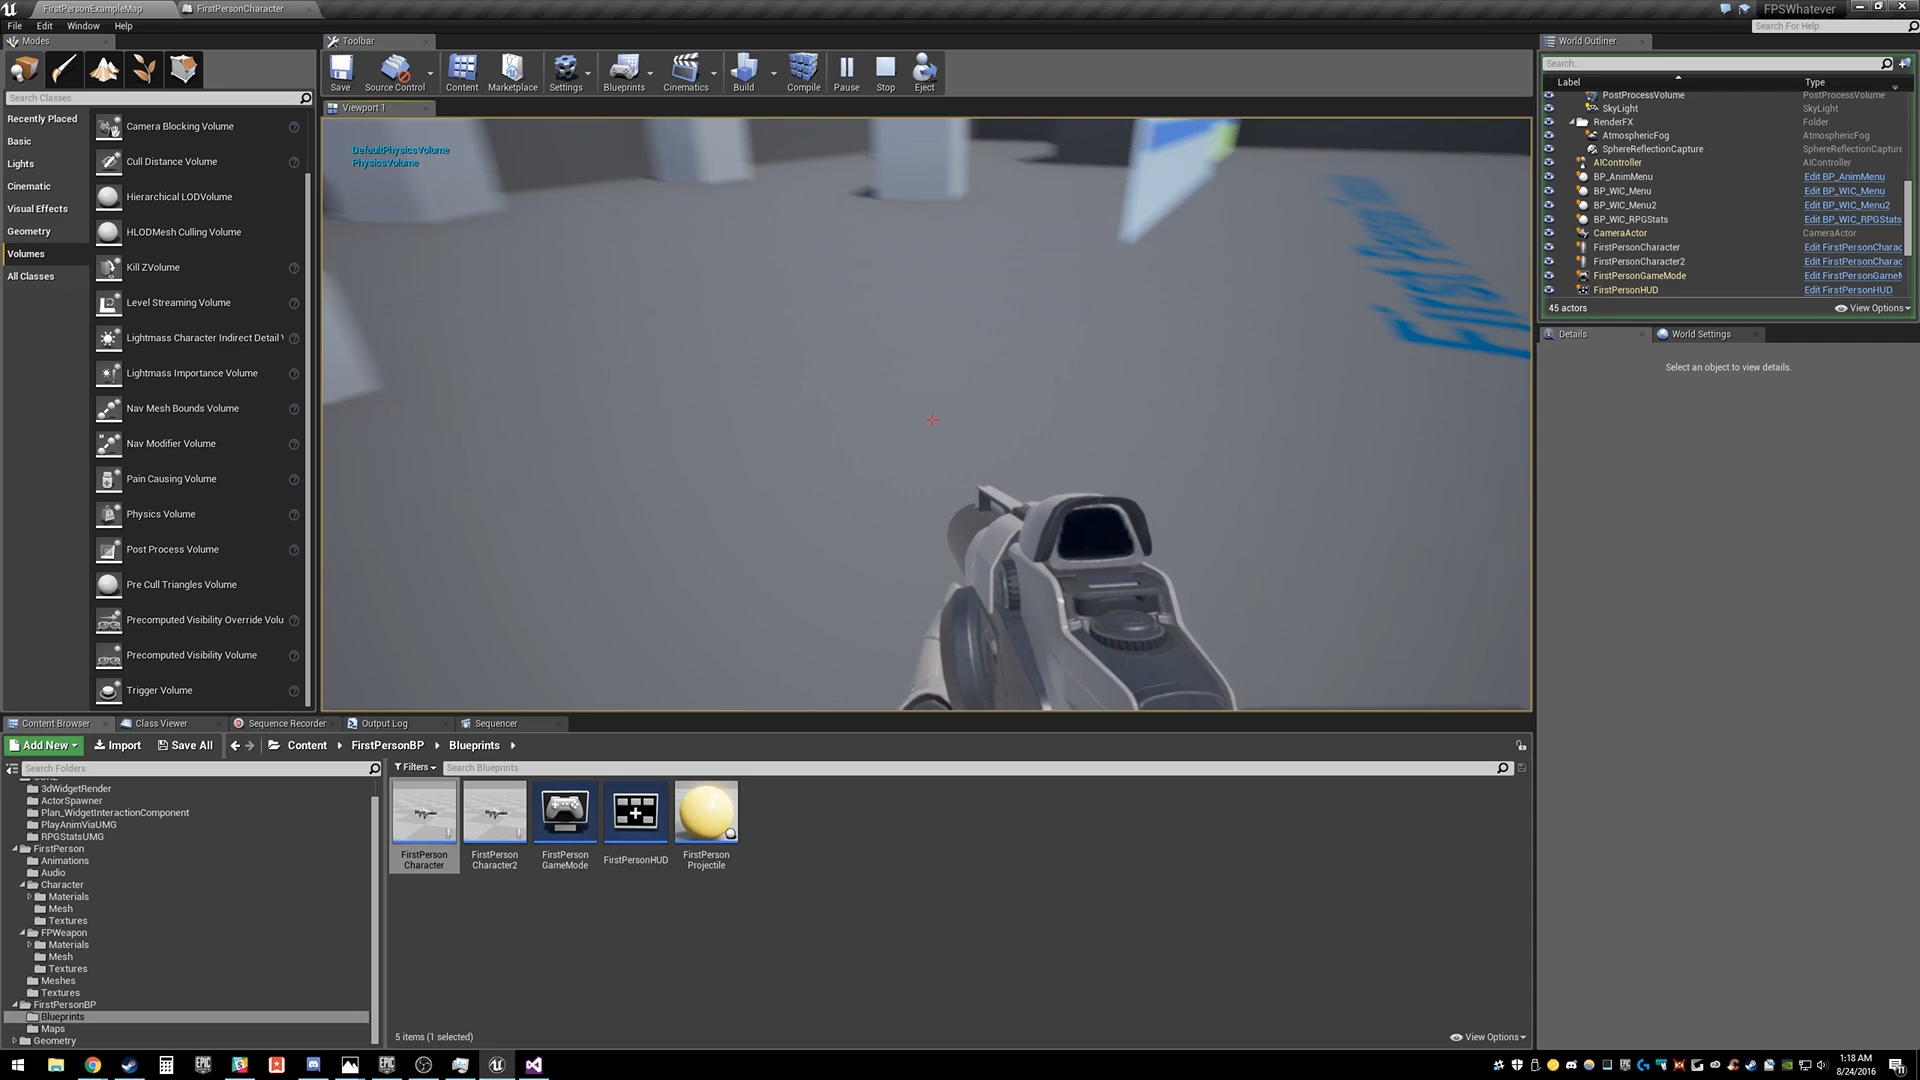 FirstPersonExampleMap
FirstPersonCharacter
FPSWhatever
File
Edit
Window
Help
Search For Help
Modes
Toolbar
World Outliner
Save
Source Control
Content
Marketplace
Settings
Blueprints
Cinematics
Build
Compile
Pause
Stop
Eject
Search Classes
Viewport 1
Recently Placed
Basic
Lights
Cinematic
Visual Effects
Geometry
Volumes
All Classes
Camera Blocking Volume
Cull Distance Volume
Hierarchical LODVolume
HLODMesh Culling Volume
Kill ZVolume
Level Streaming Volume
Lightmass Character Indirect Detail
Lightmass Importance Volume
Nav Mesh Bounds Volume
Nav Modifier Volume
Pain Causing Volume
Physics Volume
Post Process Volume
Pre Cull Triangles Volume
Precomputed Visibility Override Volu
Precomputed Visibility Volume
Trigger Volume
DefaultPhysicsVolume
PhysicsVolume
Search...
Label
Type
PostProcessVolume PostProcessVolume
SkyLight SkyLight
RenderFX Folder
AtmosphericFog AtmosphericFog
SphereReflectionCapture SphereReflectionCapture
AIController AIController
BP_AnimMenu Edit BP_AnimMenu
BP_WIC_Menu Edit BP_WIC_Menu
BP_WIC_Menu2 Edit BP_WIC_Menu2
BP_WIC_RPGStats Edit BP_WIC_RPGStats
CameraActor CameraActor
FirstPersonCharacter Edit FirstPersonCharac
FirstPersonCharacter2 Edit FirstPersonCharac
FirstPersonGameMode Edit FirstPersonGameM
FirstPersonHUD Edit FirstPersonHUD
45 actors
View Options
Details
World Settings
Select an object to view details.
Content Browser
Class Viewer
Sequence Recorder
Output Log
Sequencer
Add New
Import
Save All
Content
FirstPersonBP
Blueprints
Search Folders
Filters
Search Blueprints
3dWidgetRender
ActorSpawner
Plan_WidgetInteractionComponent
PlayAnimViaUMG
RPGStatsUMG
FirstPerson
Animations
Audio
Character
Materials
Mesh
Textures
FPWeapon
Materials
Mesh
Textures
Meshes
Textures
FirstPersonBP
Blueprints
Maps
Geometry
FirstPerson
Character
FirstPerson
Character2
FirstPerson
GameMode
FirstPersonHUD
FirstPerson
Projectile
5 items (1 selected)
View Options
EPIC
EPIC
1:18 AM
8/24/2016